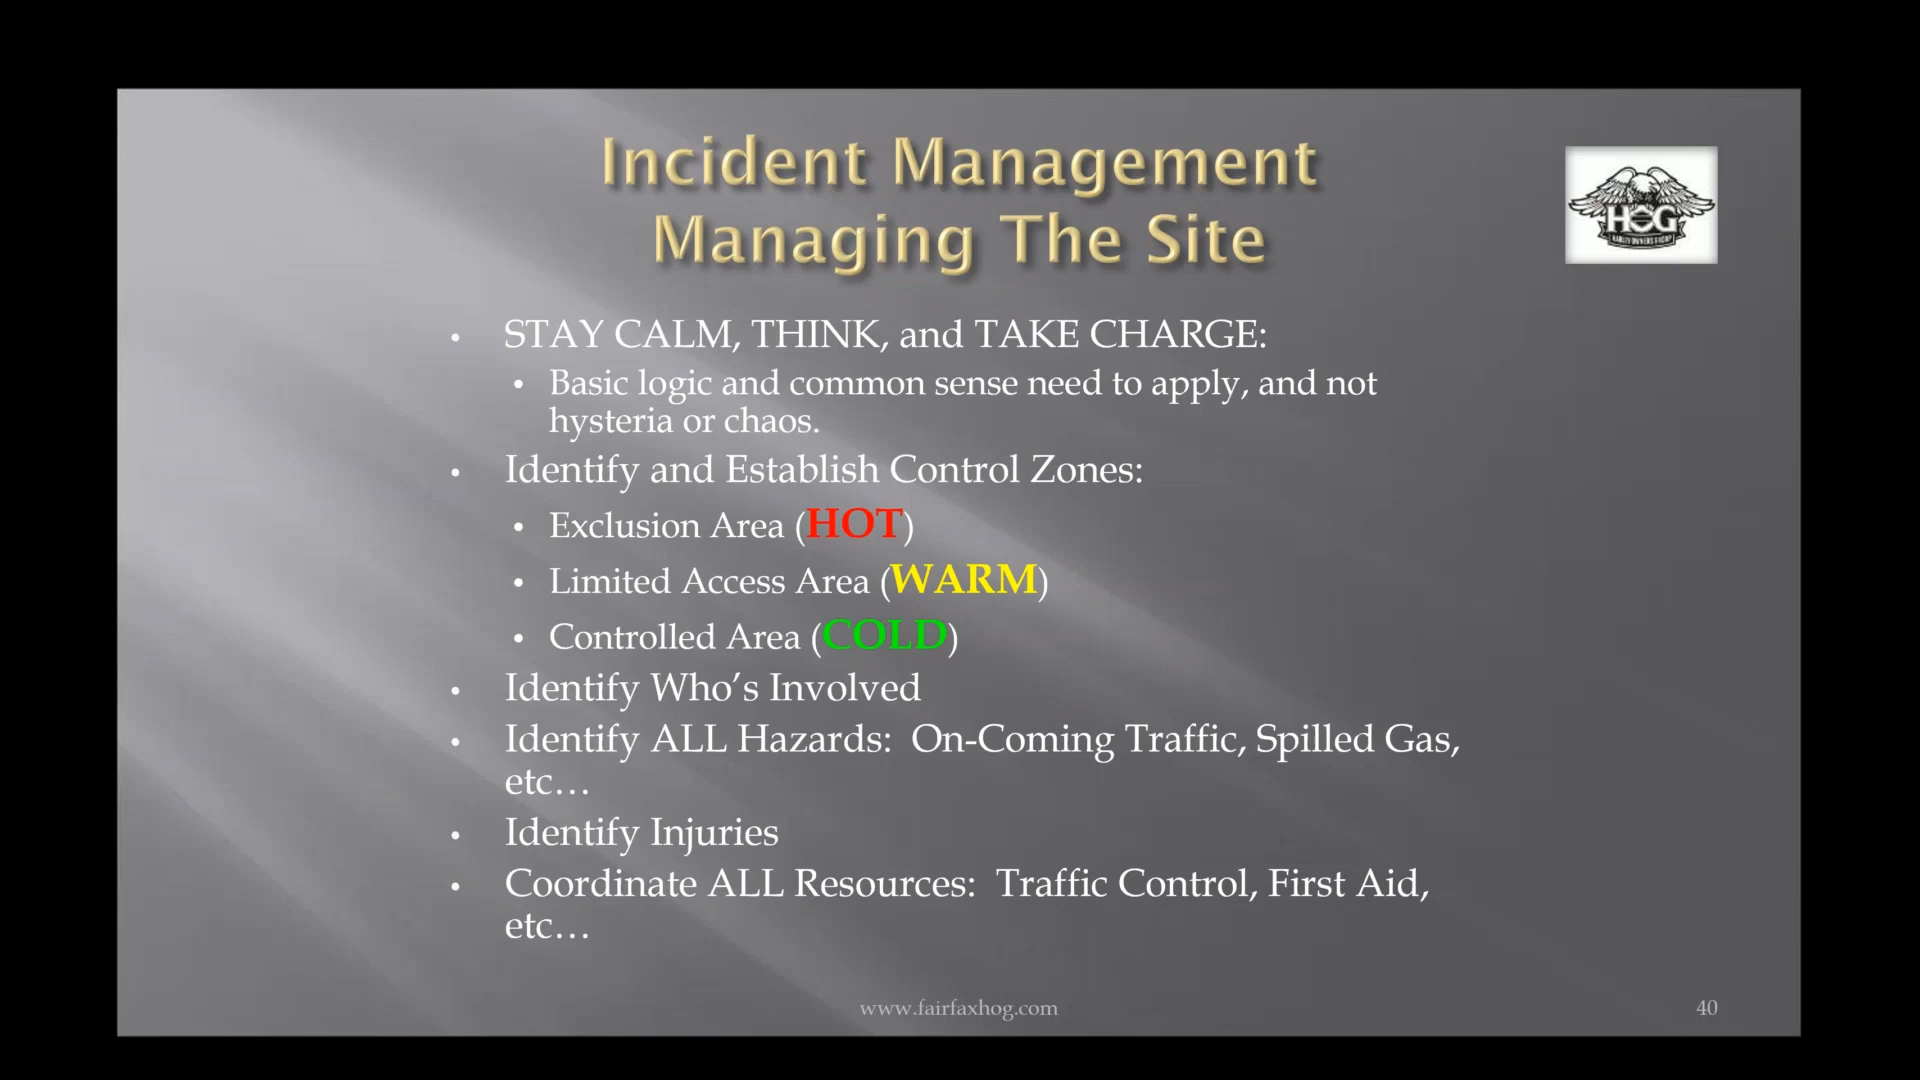 Incident Management
Managing The Site
HOG
HARLEY OWNERS GROUP
• STAY CALM, THINK, and TAKE CHARGE:
• Basic logic and common sense need to apply, and not
hysteria or chaos.
• Identify and Establish Control Zones:
• Exclusion Area (HOT)
• Limited Access Area (WARM)
• Controlled Area (COLD)
• Identify Who’s Involved
• Identify ALL Hazards:  On-Coming Traffic, Spilled Gas,
etc…
• Identify Injuries
• Coordinate ALL Resources:  Traffic Control, First Aid,
etc…
www.fairfaxhog.com
40